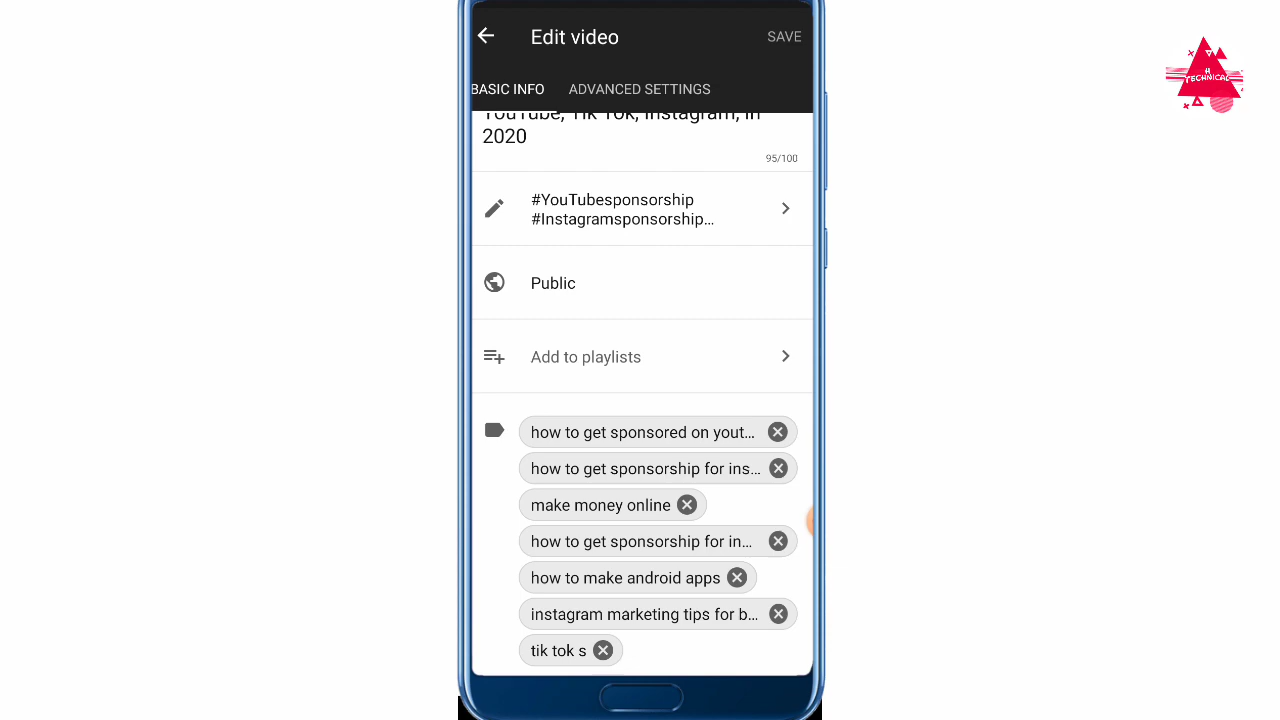 Edit video
SAVE
BASIC INFO
ADVANCED SETTINGS
YouTube, Tik Tok, Instagram, in
2020
95/100
#YouTubesponsorship
#Instagramsponsorship...
Public
Add to playlists
how to get sponsored on yout...
how to get sponsorship for ins...
make money online
how to get sponsorship for in...
how to make android apps
instagram marketing tips for b...
tik tok s
H
TECHNICAL